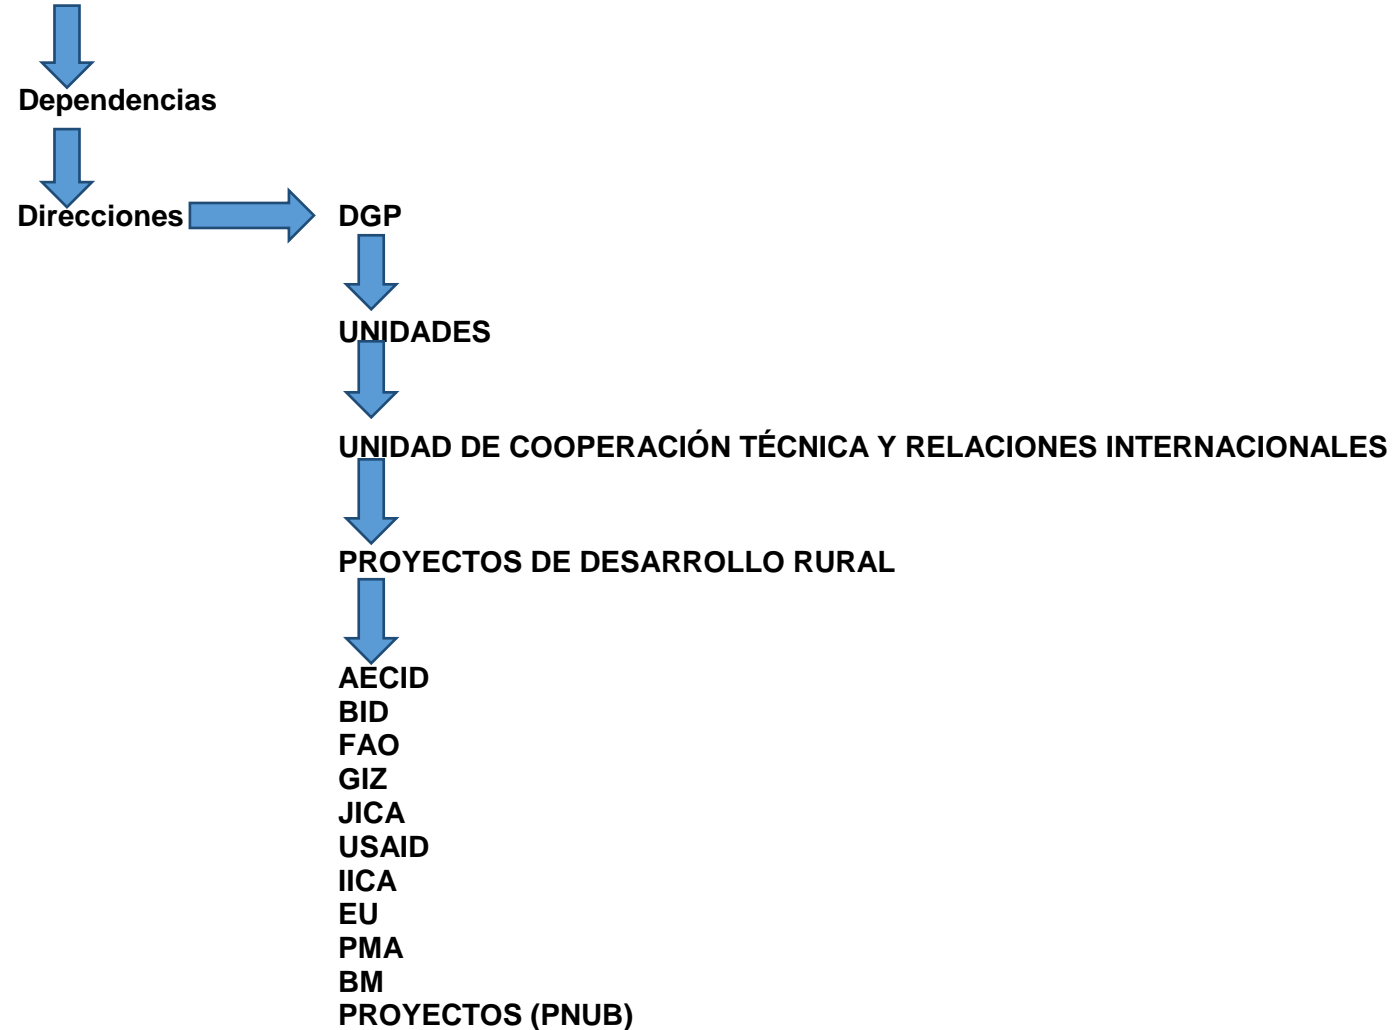 Dependencias
Direcciones DGP
UNIDADES
UNIDAD DE COOPERACIÓN TÉCNICA Y RELACIONES INTERNACIONALES
PROYECTOS DE DESARROLLO RURAL
AECID
BID
FAO
GIZ
JICA
USAID
IICA
EU
PMA
BM
PROYECTOS (PNUB)